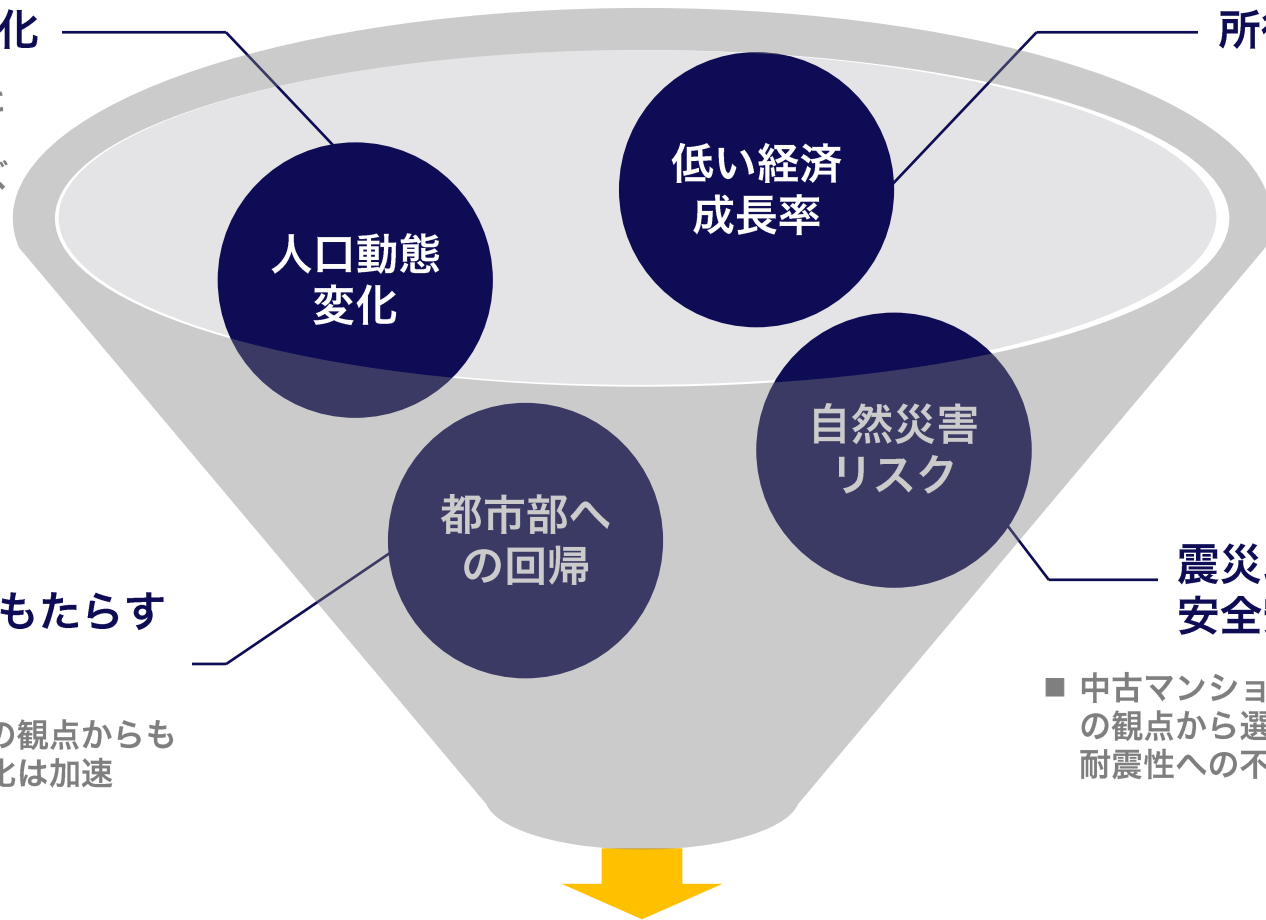 化
所
低い経済
成長率
人口動態
変化
自然災害
リスク
都市部へ
の回帰
震災、
安全
もたらす
■ 中古マンショ
の観点から選
耐震性への不
の観点からも
化は加速